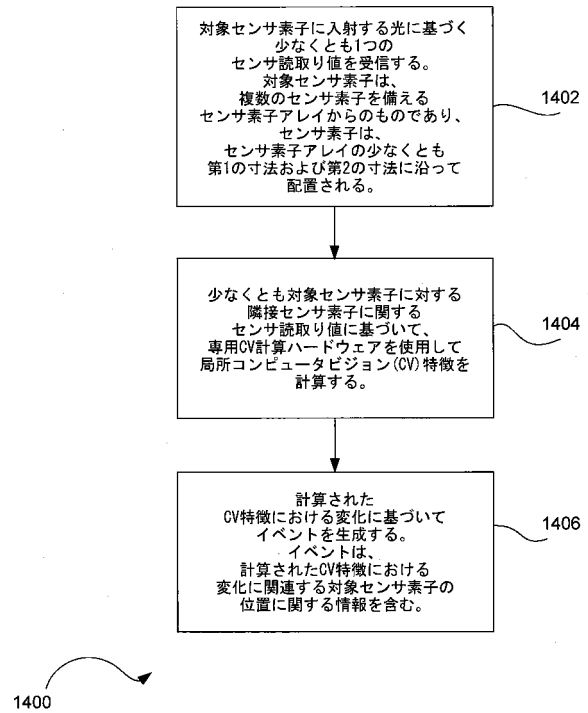 対象センサ素子に入射する光に基づく
少なくとも1つの
センサ読取り値を受信する。
対象センサ素子は、
複数のセンサ素子を備える
センサ素子アレイからのものであり、
センサ素子は、
センサ素子アレイの少なくとも
第1の寸法および第2の寸法に沿って
配置される。
1402
少なくとも対象センサ素子に対する
隣接センサ素子に関する
センサ読取り値に基づいて、
専用CV計算ハードウェアを使用して
局所コンピュータビジョン(CV)特徴を
計算する。
1404
計算された
CV特徴における変化に基づいて
イベントを生成する。
イベントは、
計算されたCV特徴における
変化に関連する対象センサ素子の
位置に関する情報を含む。
1406
1400